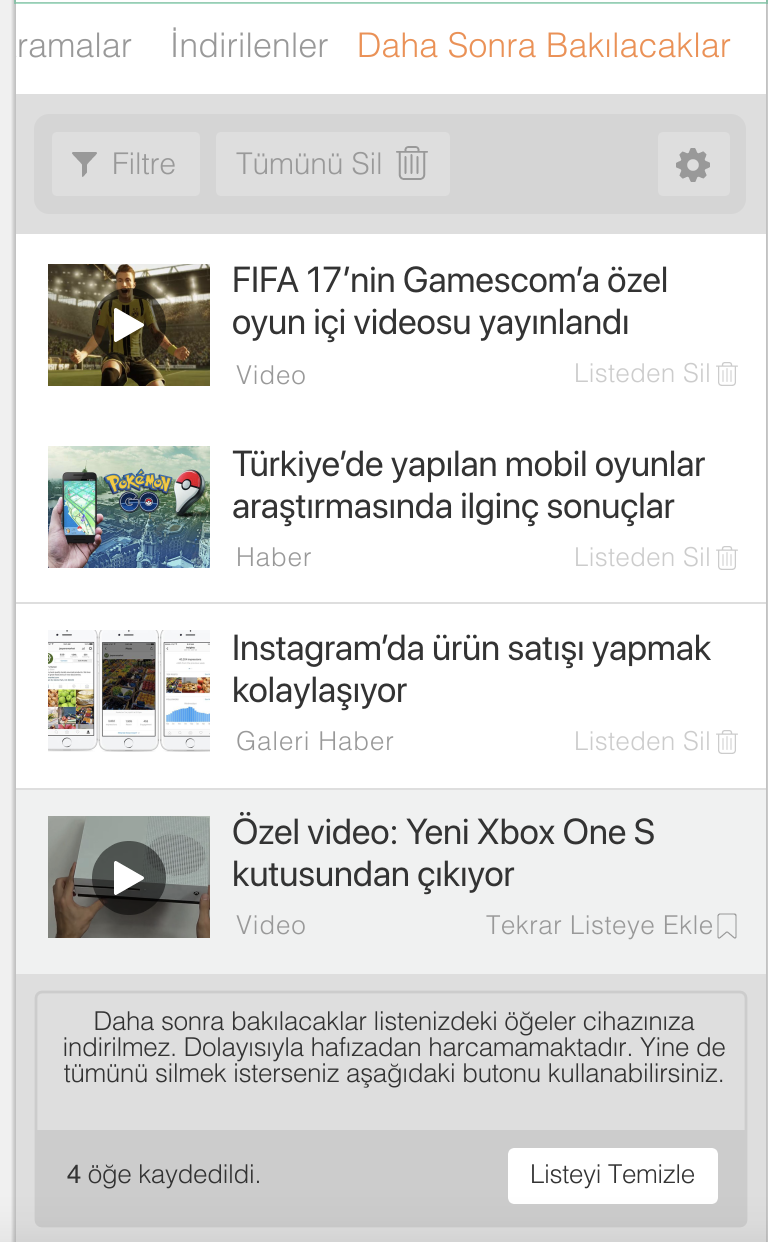 ramalar İndirilenler Daha Sonra Bakılacaklar
Filtre Tümünü Sil
FIFA 17’nin Gamescom’a özel
oyun içi videosu yayınlandı
Video Listeden Sil
POKÉMON
GO
Türkiye’de yapılan mobil oyunlar
araştırmasında ilginç sonuçlar
Haber Listeden Sil
Instagram’da ürün satışı yapmak
kolaylaşıyor
Galeri Haber Listeden Sil
Özel video: Yeni Xbox One S
kutusundan çıkıyor
Video Tekrar Listeye Ekle
Daha sonra bakılacaklar listenizdeki öğeler cihazınıza
indirilmez. Dolayısıyla hafızadan harcamamaktadır. Yine de
tümünü silmek isterseniz aşağıdaki butonu kullanabilirsiniz.
4 öğe kaydedildi. Listeyi Temizle